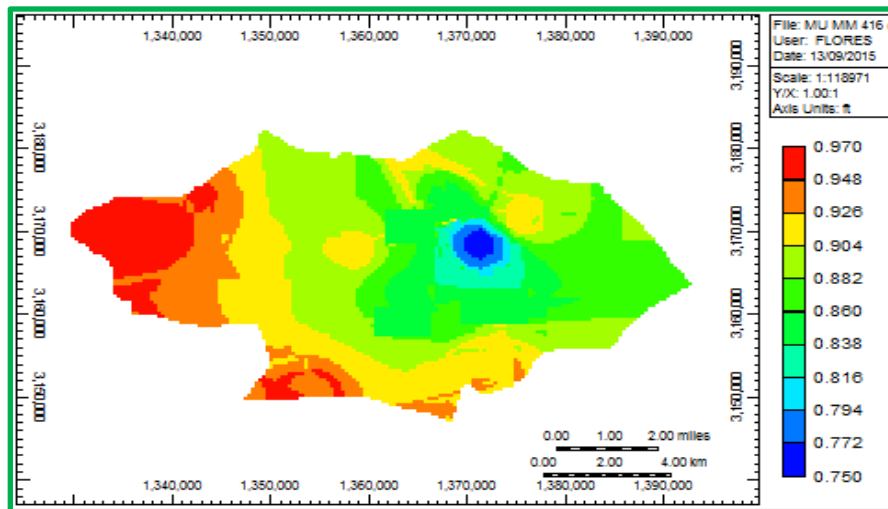 1,340,000 1,350,000 1,360,000 1,370,000 1,380,000 1,390,000
File: MU MM 416
User: FLORES
Date: 13/09/2015
Scale: 1:118971
Y/X: 1.00:1
Axis Units: ft
3,190,000 3,190,000
3,180,000 3,180,000
3,170,000 3,170,000
3,160,000 3,160,000
3,150,000 3,150,000
0.970
0.948
0.926
0.904
0.882
0.860
0.838
0.816
0.794
0.772
0.750
0.00 1.00 2.00 miles
0.00 2.00 4.00 km
1,340,000 1,350,000 1,360,000 1,370,000 1,380,000 1,390,000